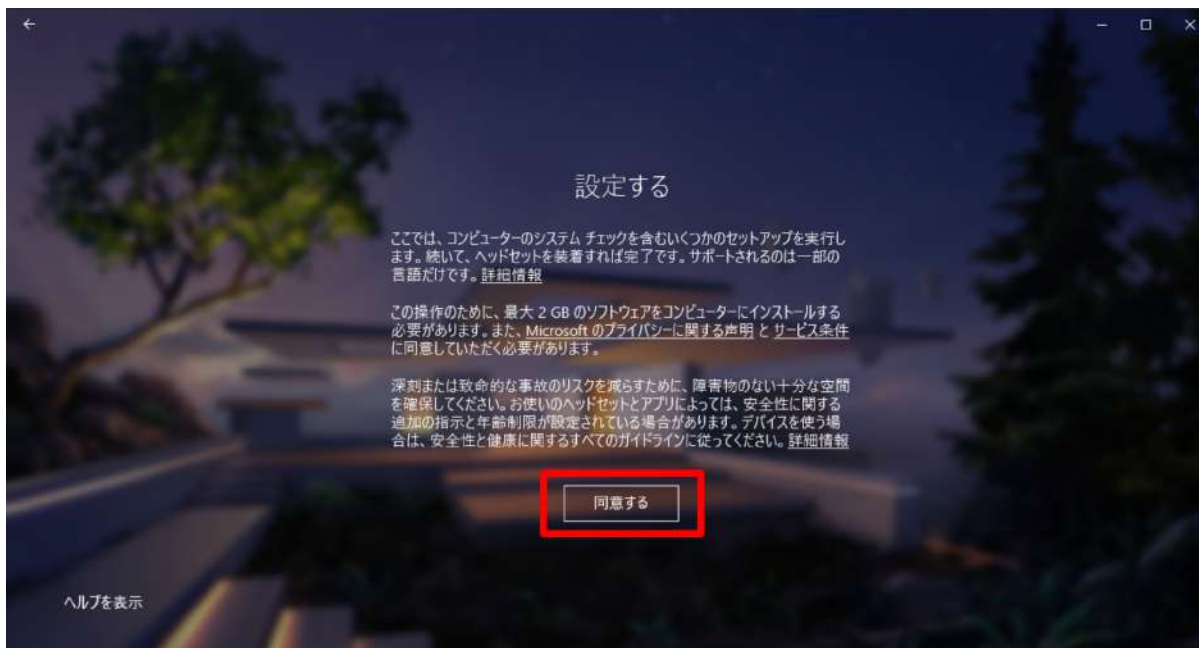 設定する
ここでは、コンピューターのシステム チェックを含むいくつかのセットアップを実行し
ます。続いて、ヘッドセットを装着すれば完了です。サポートされるのは一部の
言語だけです。詳細情報
この操作のために、最大 2 GB のソフトウェアをコンピューターにインストールする
必要があります。また、Microsoft のプライバシーに関する声明 と サービス条件
に同意していただく必要があります。
深刻または致命的な事故のリスクを減らすために、障害物のない十分な空間
を確保してください。お使いのヘッドセットとアプリによっては、安全性に関する
追加の指示と年齢制限が設定されている場合があります。デバイスを使う場
合は、安全性と健康に関するすべてのガイドラインに従ってください。詳細情報
同意する
ヘルプを表示